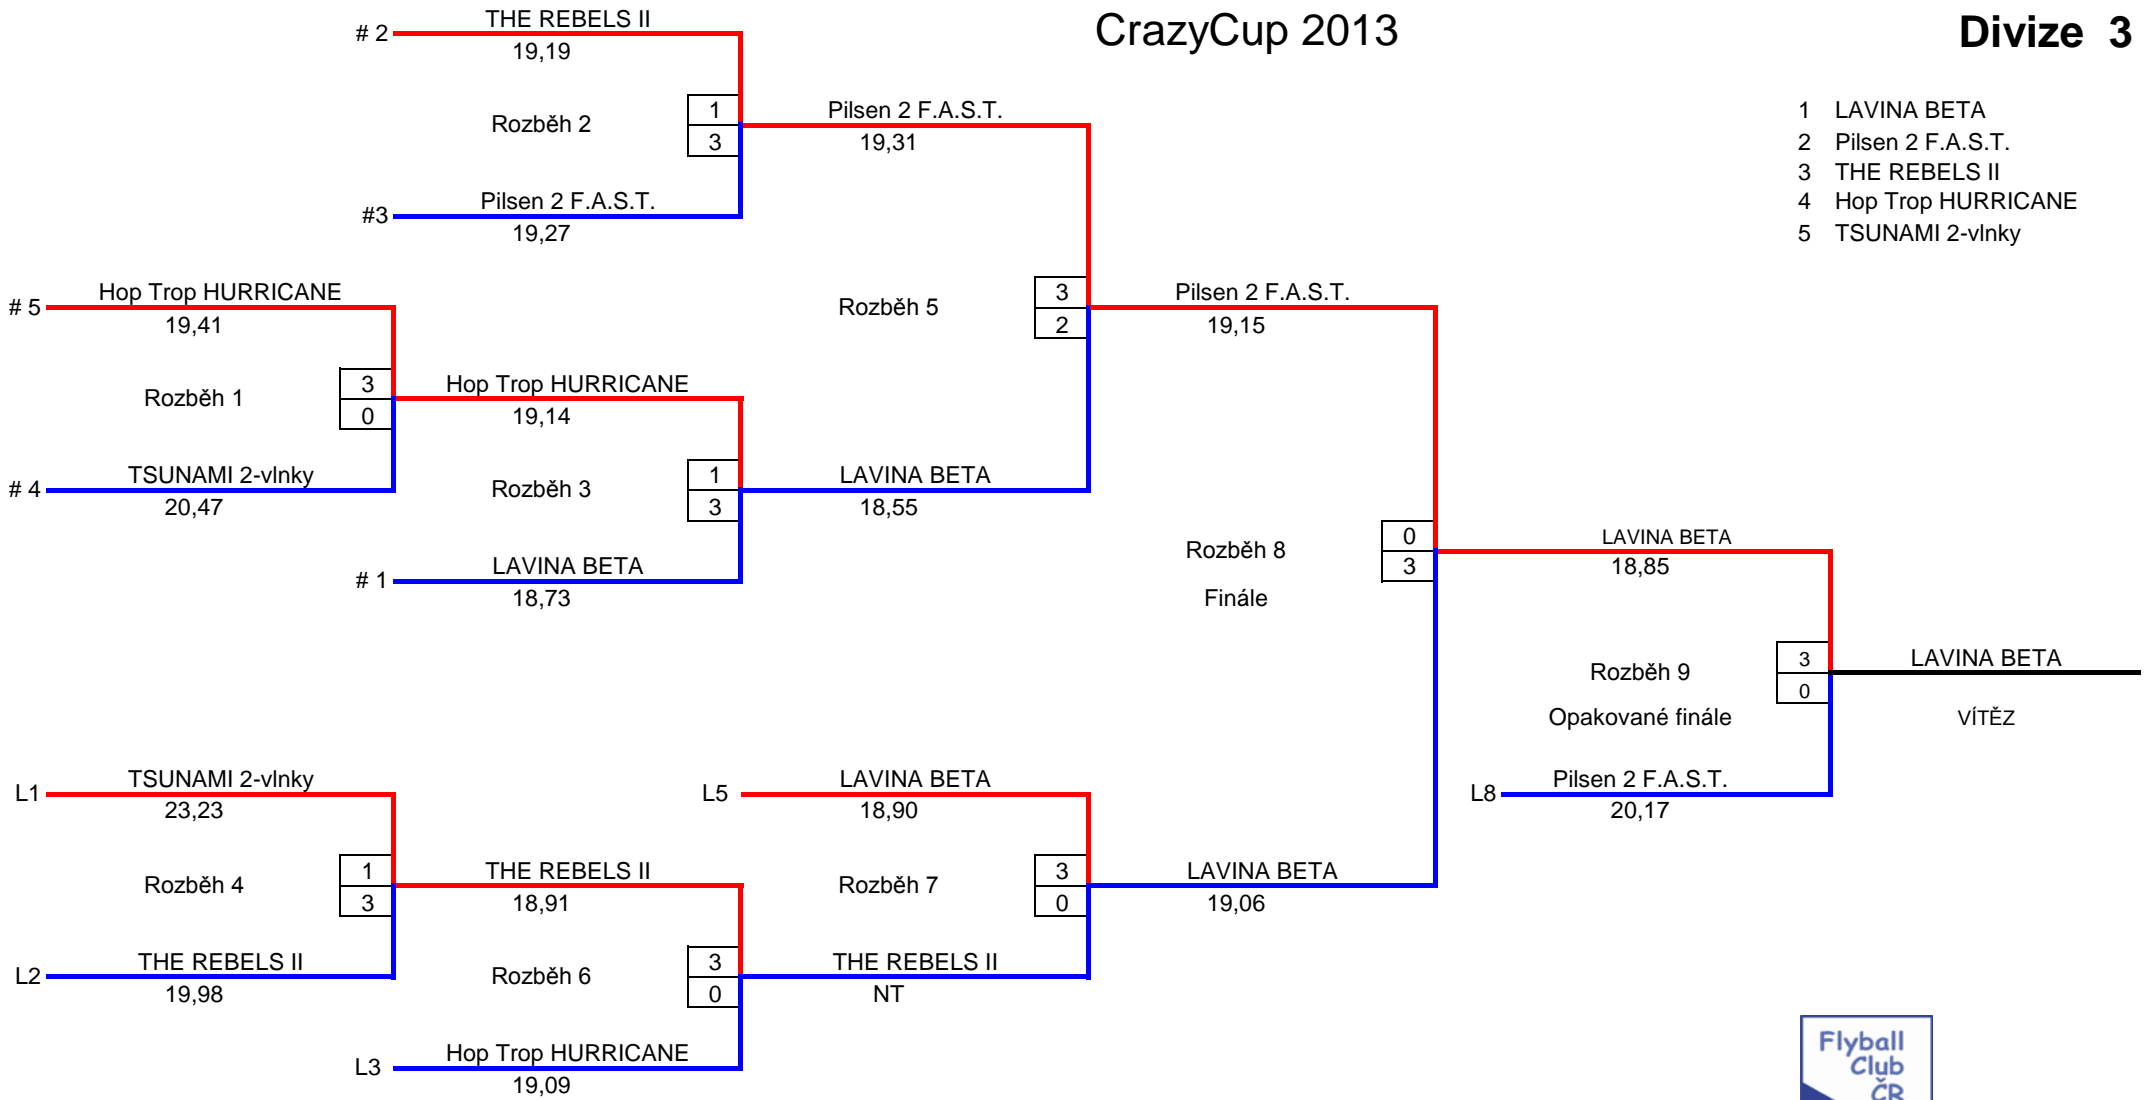 CrazyCup 2013
Divize 3
1 LAVINA BETA
2 Pilsen 2 F.A.S.T.
3 THE REBELS II
4 Hop Trop HURRICANE
5 TSUNAMI 2-vlnky
# 2
THE REBELS II
19,19
Rozběh 2
1
3
#3
Pilsen 2 F.A.S.T.
19,27
Pilsen 2 F.A.S.T.
19,31
# 5
Hop Trop HURRICANE
19,41
Rozběh 1
3
0
# 4
TSUNAMI 2-vlnky
20,47
Hop Trop HURRICANE
19,14
Rozběh 3
1
3
# 1
LAVINA BETA
18,73
Rozběh 5
3
2
LAVINA BETA
18,55
Pilsen 2 F.A.S.T.
19,15
Rozběh 8
Finále
0
3
LAVINA BETA
18,85
Rozběh 9
Opakované finále
3
0
LAVINA BETA
VÍTĚZ
L8
Pilsen 2 F.A.S.T.
20,17
L1
TSUNAMI 2-vlnky
23,23
Rozběh 4
1
3
L2
THE REBELS II
19,98
THE REBELS II
18,91
Rozběh 6
3
0
L3
Hop Trop HURRICANE
19,09
L5
LAVINA BETA
18,90
Rozběh 7
3
0
THE REBELS II
NT
LAVINA BETA
19,06
Flyball
Club
ČR